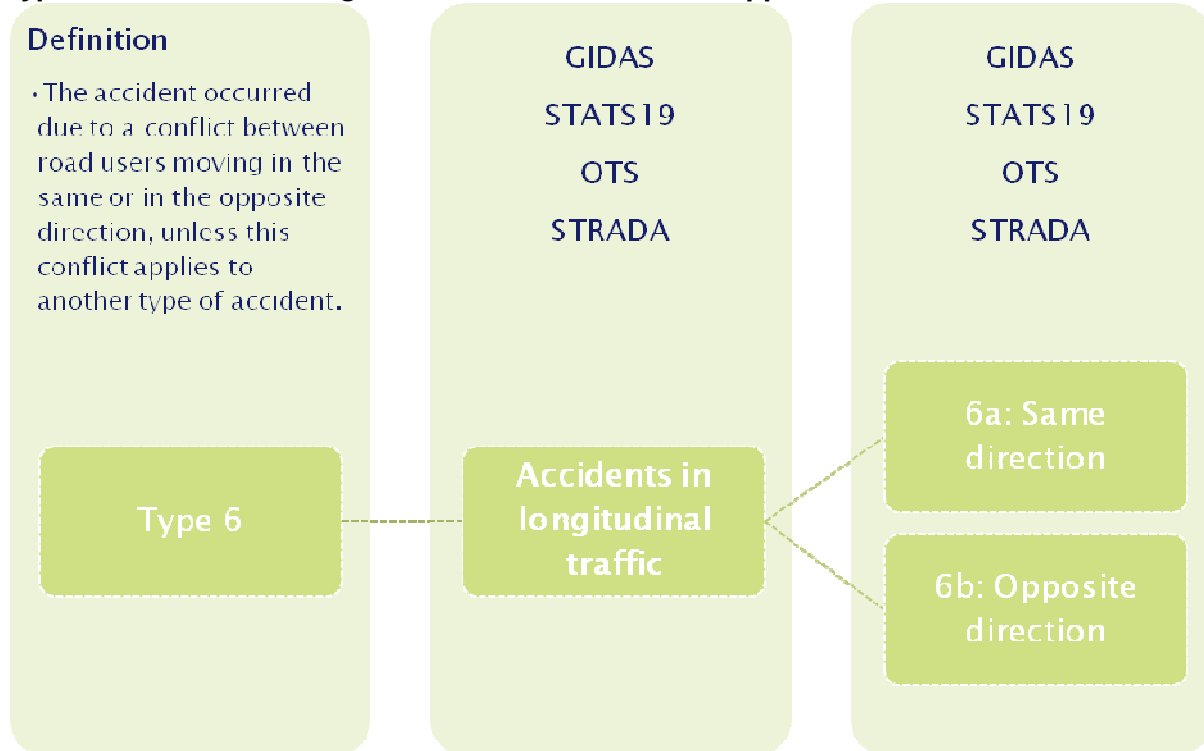 Definition
• The accident occurred
due to a conflict between
road users moving in the
same or in the opposite
direction, unless this
conflict applies to
another type of accident.
GIDAS
STATS19
OTS
STRADA
GIDAS
STATS19
OTS
STRADA
Type 6
Accidents in
longitudinal
traffic
6a: Same
direction
6b: Opposite
direction